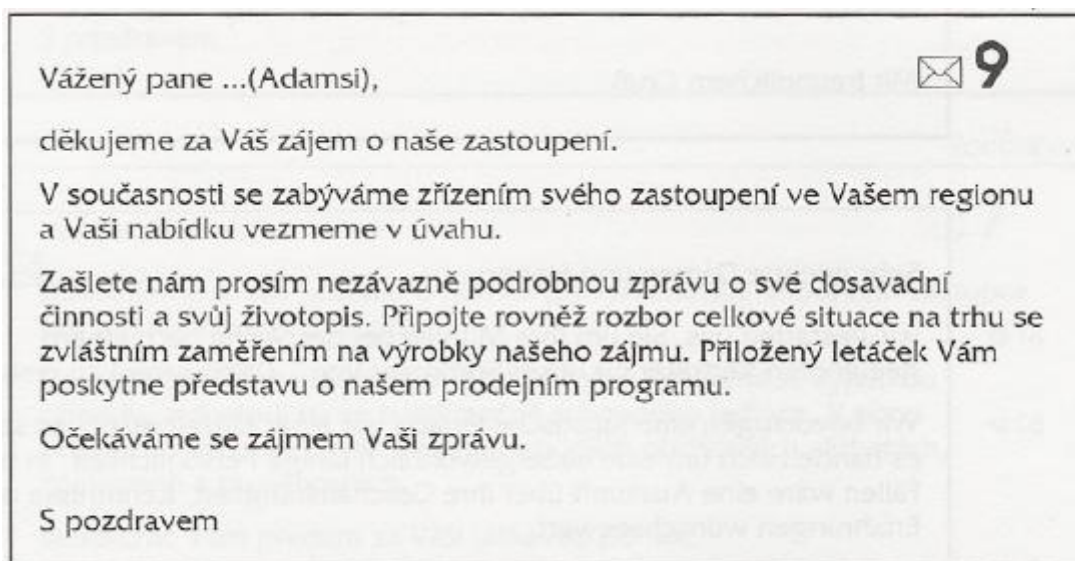 Vážený pane ...(Adamsi),
9
děkujeme za Váš zájem o naše zastoupení.
V současnosti se zabýváme zřízením svého zastoupení ve Vašem regionu
a Vaši nabídku vezmeme v úvahu.
Zašlete nám prosím nezávazně podrobnou zprávu o své dosavadní
činnosti a svůj životopis. Připojte rovněž rozbor celkové situace na trhu se
zvláštním zaměřením na výrobky našeho zájmu. Přiložený letáček Vám
poskytne představu o našem prodejním programu.
Očekáváme se zájmem Vaši zprávu.
S pozdravem